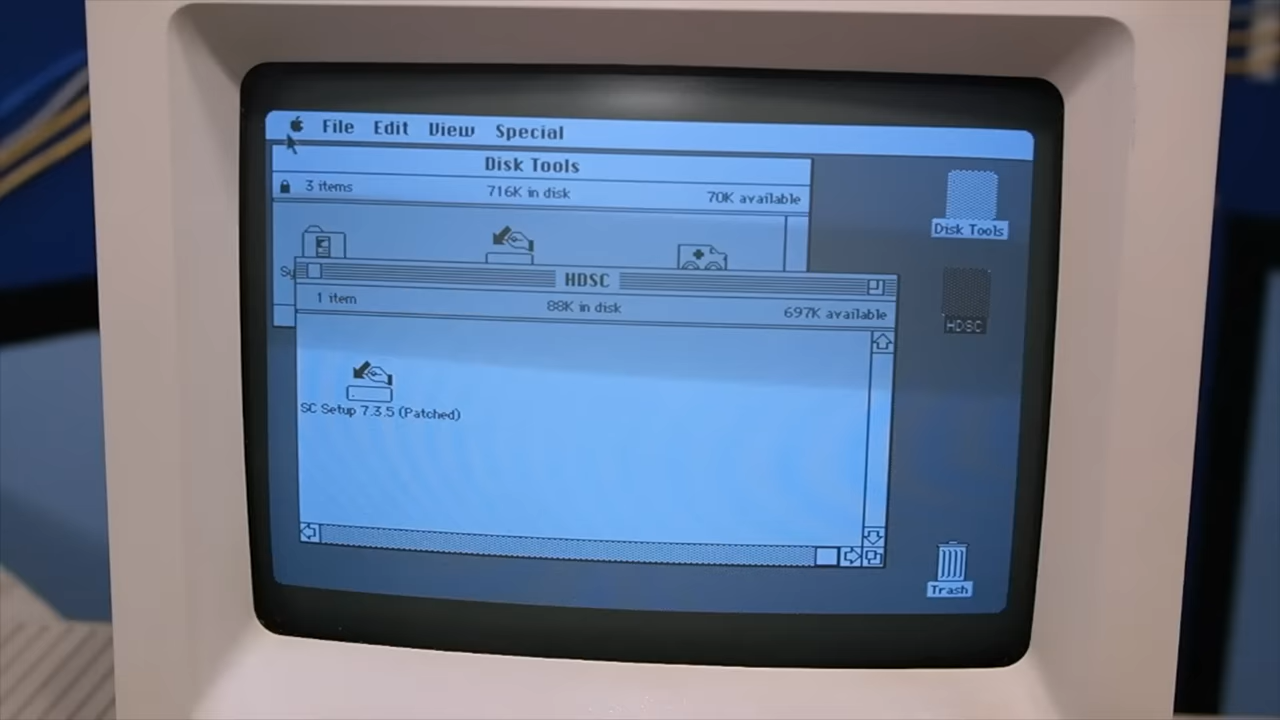 File Edit View Special
Disk Tools
3 items 716K in disk 70K available
Disk Tools
Sy
HDSC
1 item 88K in disk 697K available
HDSC
SC Setup 7.3.5 (Patched)
Trash